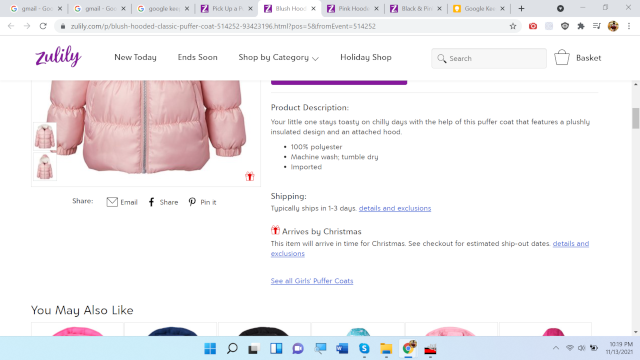 gmail - Goo
gmail - Goo
google kee
Pick Up a P
Blush Hood
Pink Hoode
Black & Pin
Google Kee
zulily.com/p/blush-hooded-classic-puffer-coat-514252-93423196.html?pos=5&fromEvent=514252
zulily
New Today
Ends Soon
Shop by Category
Holiday Shop
Search
Basket
Product Description:
Your little one stays toasty on chilly days with the help of this puffer coat that features a plushly
insulated design and an attached hood.
• 100% polyester
• Machine wash; tumble dry
• Imported
Share:
Email
Share
Pin it
Shipping:
Typically ships in 1-3 days. details and exclusions
Arrives by Christmas
This item will arrive in time for Christmas. See checkout for estimated ship-out dates. details and
exclusions
See all Girls' Puffer Coats
You May Also Like
10:19 PM
11/13/2021